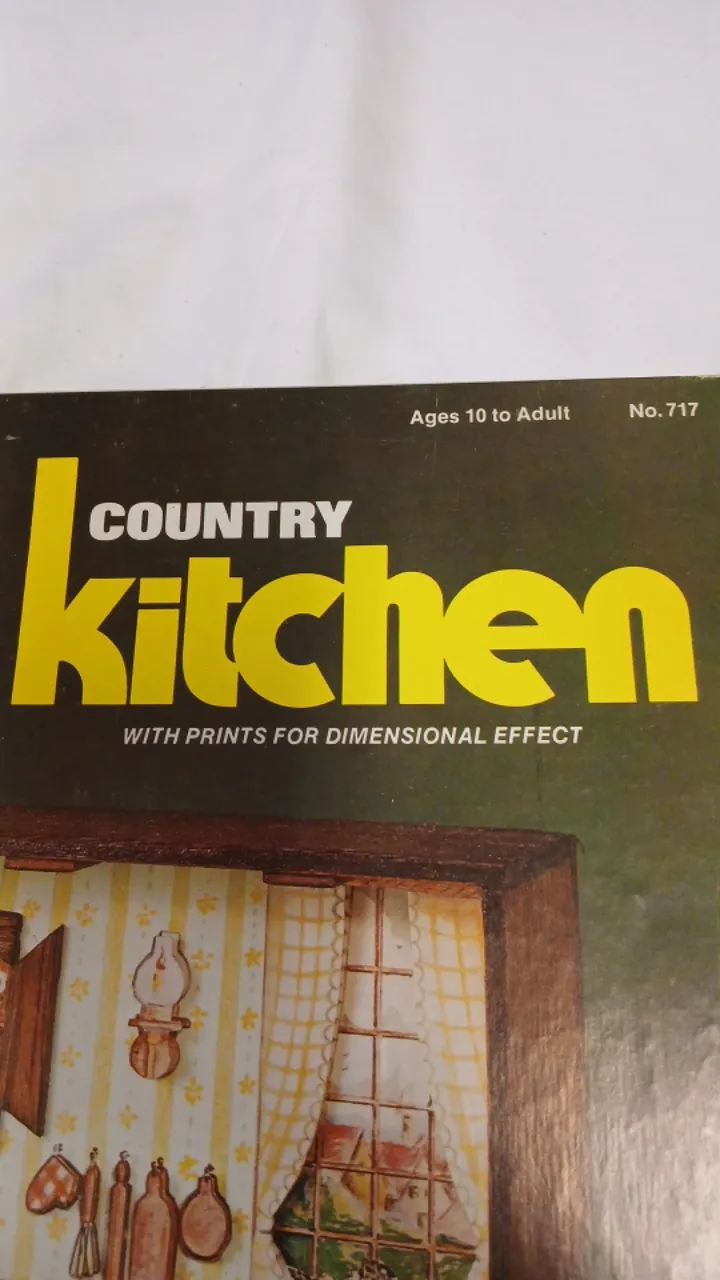 Ages 10 to Adult No. 717
COUNTRY
kitchen
WITH PRINTS FOR DIMENSIONAL EFFECT